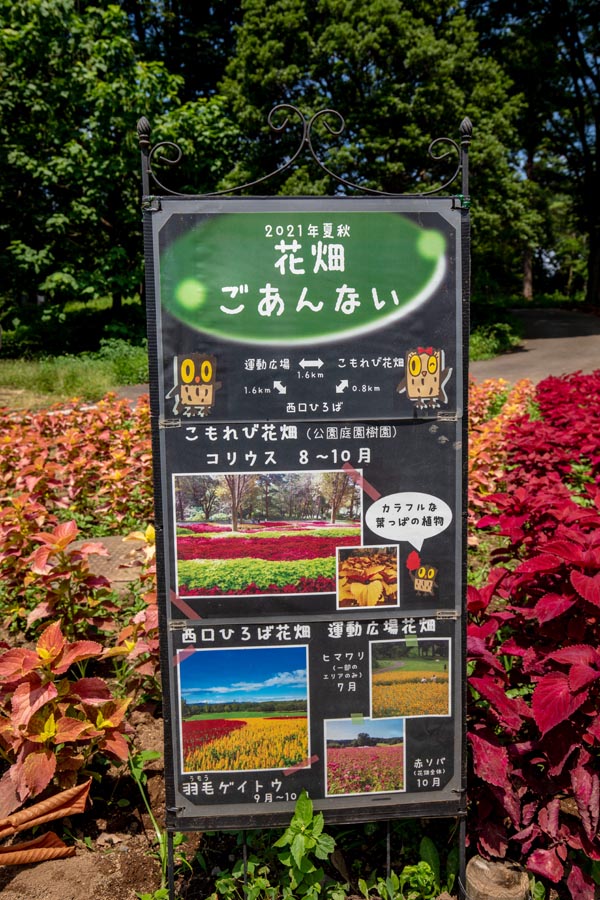 2021年夏秋
花畑
ごあんない
運動広場 ⟷ こもれび花畑
1.6km
1.6km 0.8km
西口ひろば
こもれび花畑（公園庭園樹園）
コリウス 8～10月
カラフルな
葉っぱの植物
西口ひろば花畑 運動広場花畑
ヒマワリ
（一部の
エリアのみ）
7月
赤ソバ
（花畑全体）
10月
うもう
羽毛ゲイトウ
9月～10月